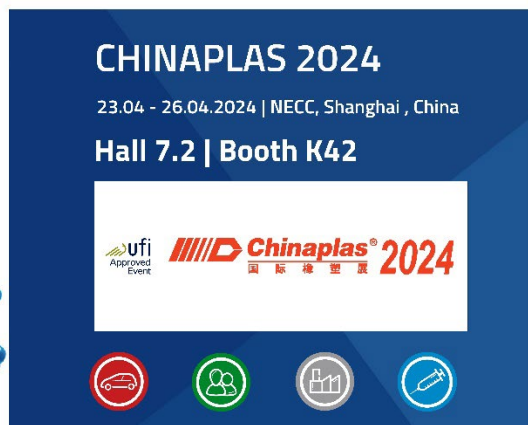 CHINAPLAS 2024
23.04 - 26.04.2024 | NECC, Shanghai , China
Hall 7.2 | Booth K42
ufi
Approved
Event
Chinaplas® 2024
国际橡塑展